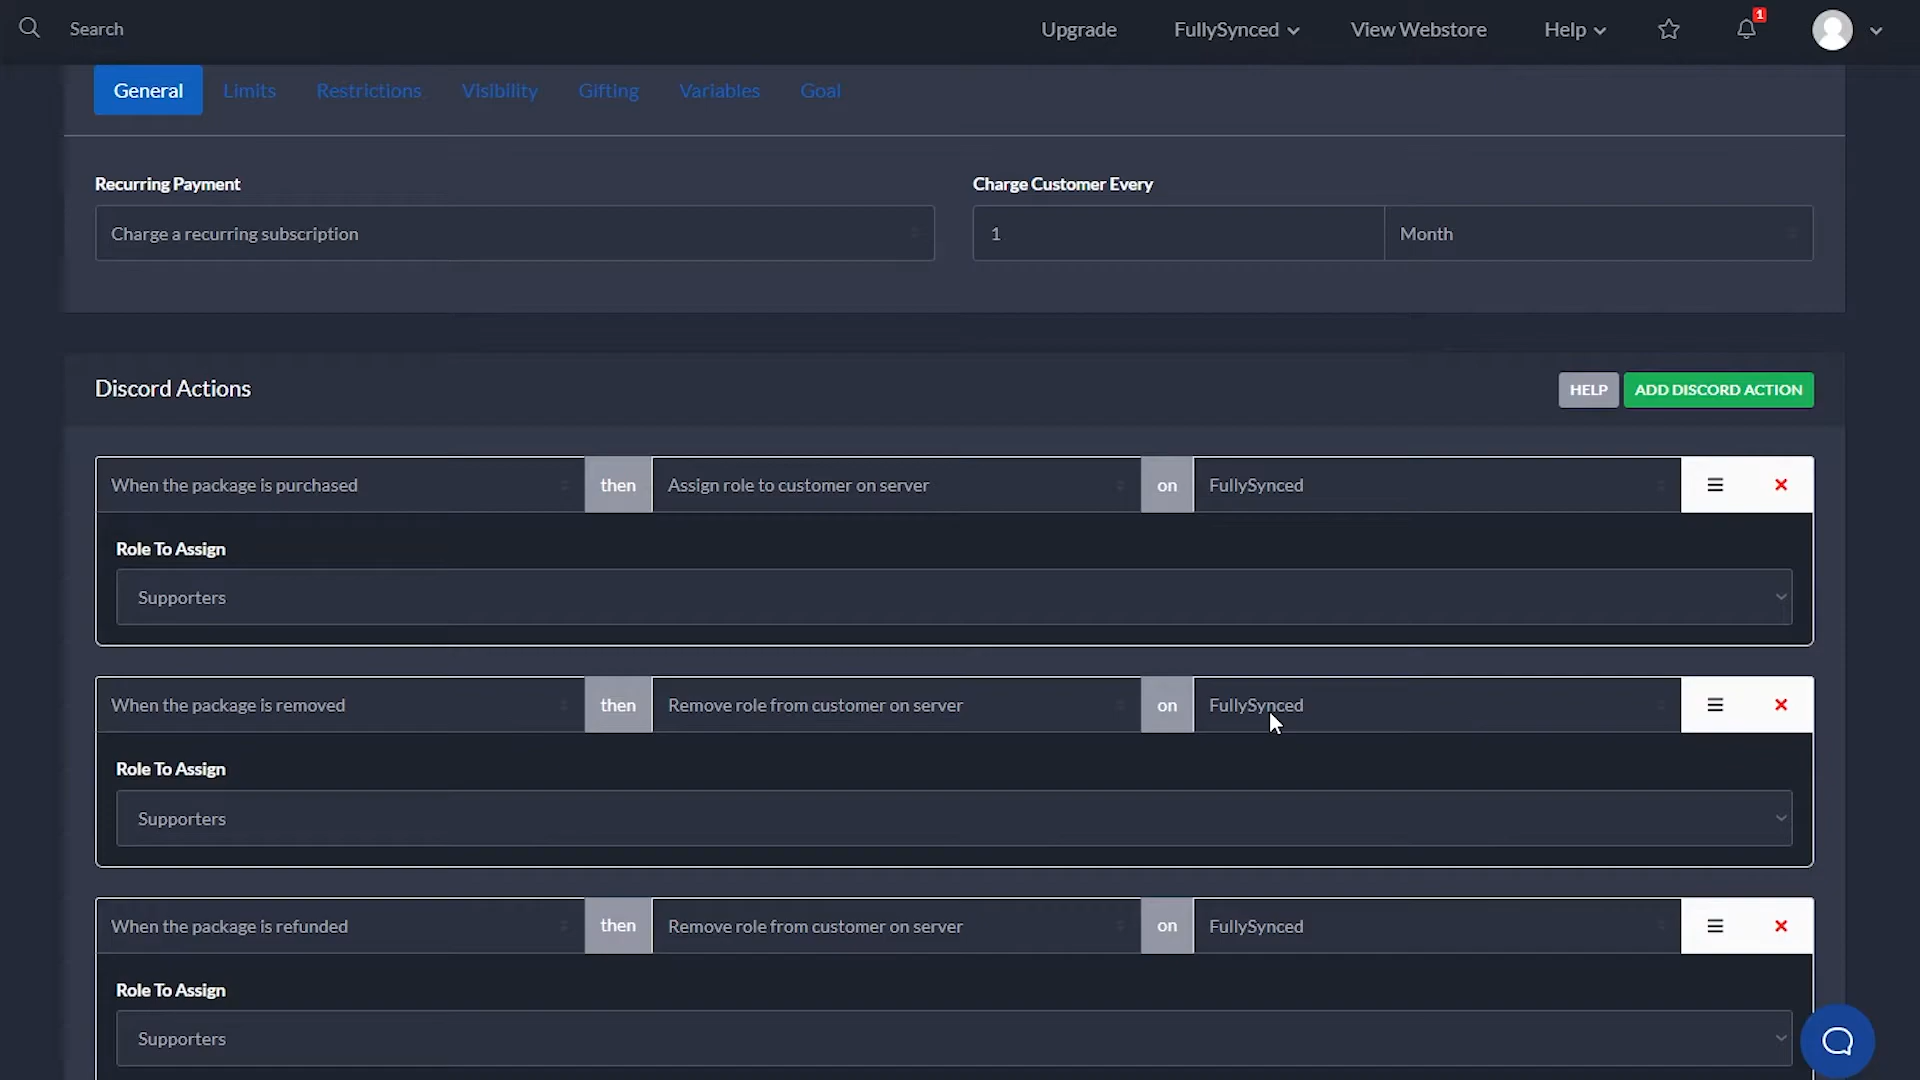 Search
Upgrade
FullySynced
View Webstore
Help
1
General
Limits
Restrictions
Visibility
Gifting
Variables
Goal
Recurring Payment
Charge Customer Every
Charge a recurring subscription
1
Month
Discord Actions
HELP
ADD DISCORD ACTION
When the package is purchased
then
Assign role to customer on server
on
FullySynced
Role To Assign
Supporters
When the package is removed
then
Remove role from customer on server
on
FullySynced
Role To Assign
Supporters
When the package is refunded
then
Remove role from customer on server
on
FullySynced
Role To Assign
Supporters